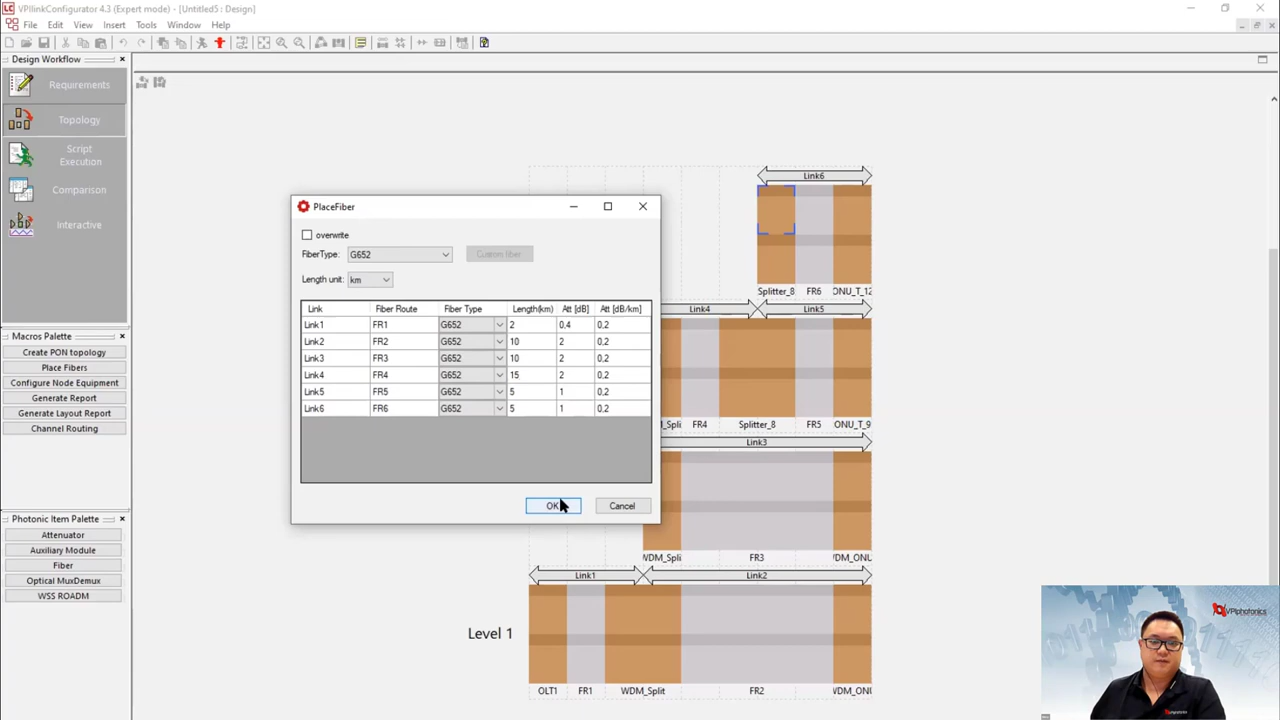 VPIlinkConfigurator 4.3 (Expert mode) - [Untitled5 : Design]
File Edit View Insert Tools Window Help
Design Workflow
Requirements
Topology
Script
Execution
Comparison
Interactive
Macros Palette
Create PON topology
Place Fibers
Configure Node Equipment
Generate Report
Generate Layout Report
Channel Routing
Photonic Item Palette
Attenuator
Auxiliary Module
Fiber
Optical MuxDemux
WSS ROADM
PlaceFiber
overwrite
FiberType: G652 Custom fiber
Length unit: km
Link Fiber Route Fiber Type Length(km) Att [dB] Att [dB/km]
Link1 FR1 G652 2 0,4 0,2
Link2 FR2 G652 10 2 0,2
Link3 FR3 G652 10 2 0,2
Link4 FR4 G652 15 2 0,2
Link5 FR5 G652 5 1 0,2
Link6 FR6 G652 5 1 0,2
OK Cancel
Link6
Splitter_8 FR6 ONU_T_12
Link4 Link5
M_Spli FR4 Splitter_8 FR5 ONU_T_9
Link3
WDM_Spli FR3 WDM_ONU
Link1 Link2
Level 1
OLT1 FR1 WDM_Split FR2 WDM_ONU
VPIphotonics